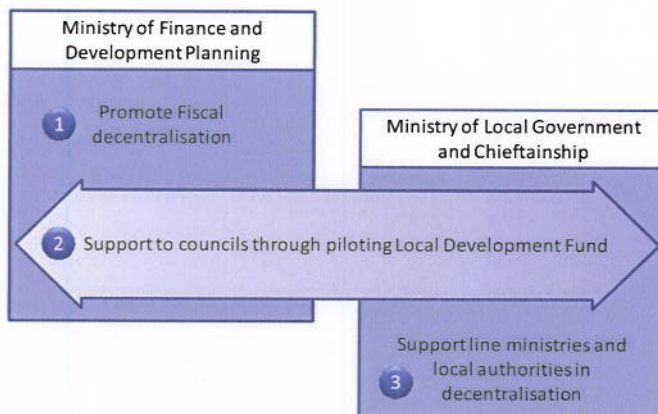 Ministry of Finance and
Development Planning
1
Promote Fiscal
decentralisation
Ministry of Local Government
and Chieftainship
2
Support to councils through piloting Local Development Fund
Support line ministries and
local authorities in
3
decentralisation